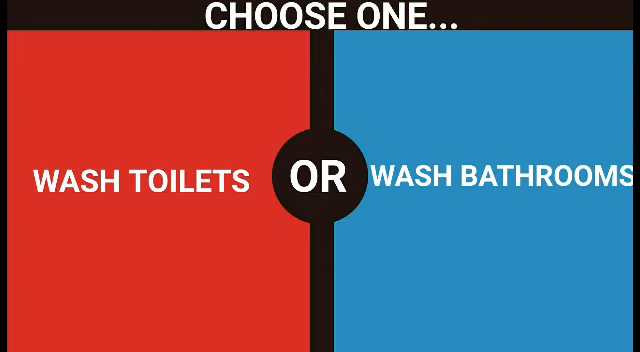 CHOOSE ONE...
WASH TOILETS
OR
WASH BATHROOMS